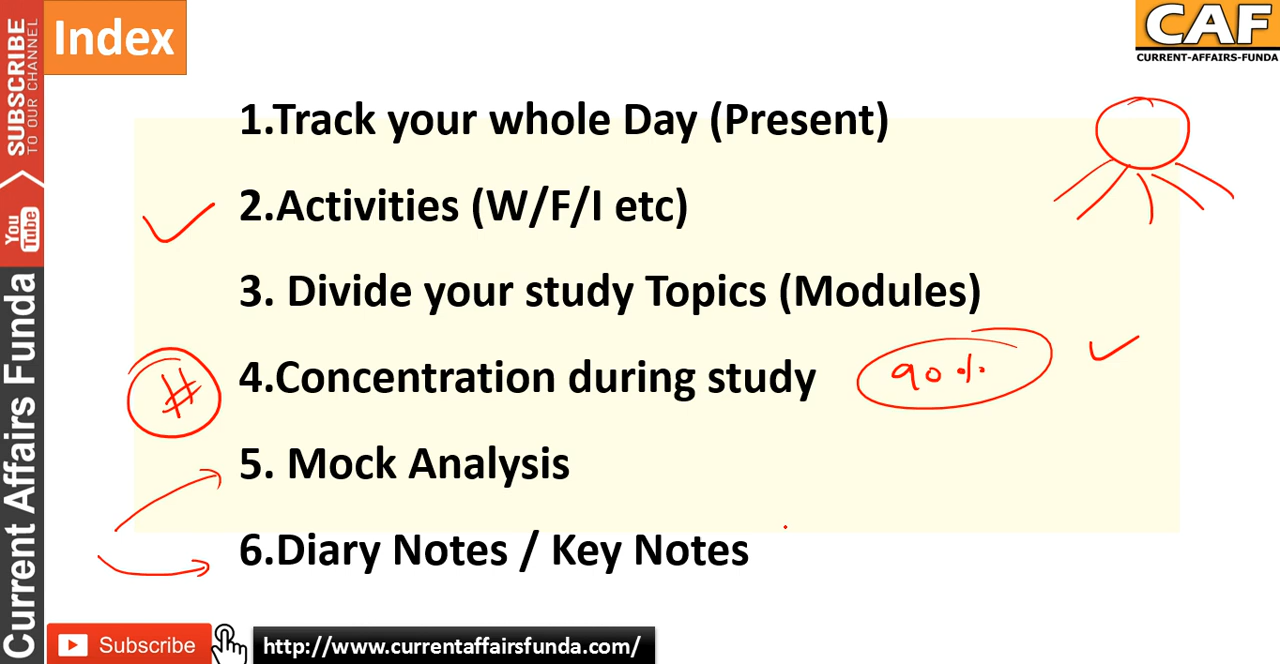 Index
CAF
CURRENT-AFFAIRS-FUNDA
SUBSCRIBE
TO OUR CHANNEL
You
Tube
Current Affairs Funda
1.Track your whole Day (Present)
2.Activities (W/F/I etc)
3. Divide your study Topics (Modules)
#
4.Concentration during study
90%
5. Mock Analysis
6.Diary Notes / Key Notes
Subscribe
http://www.currentaffairsfunda.com/